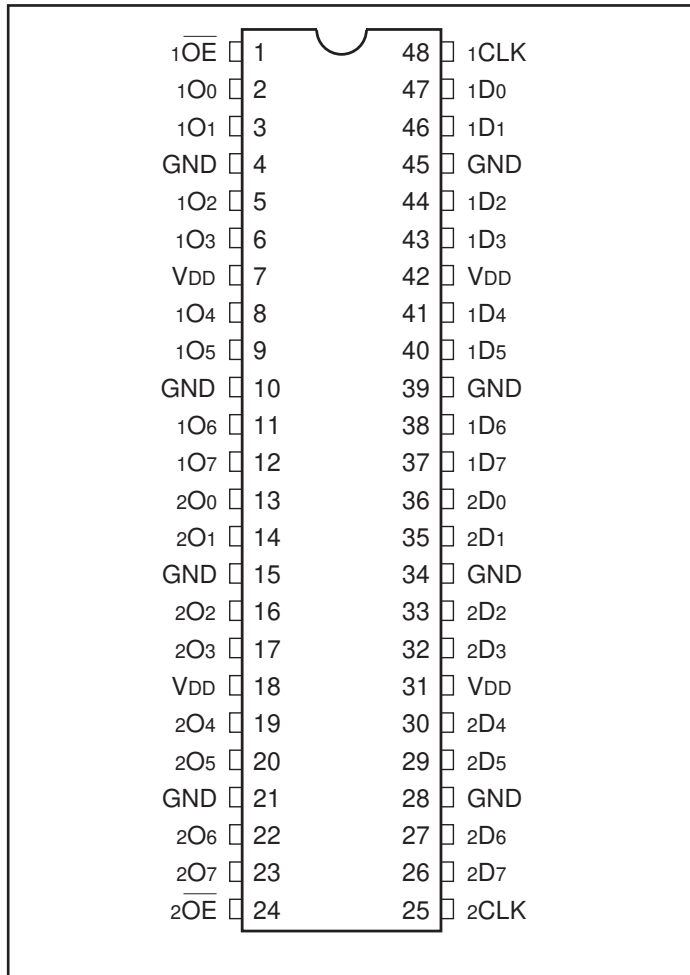 1OE 1 48 1CLK
1O0 2 47 1D0
1O1 3 46 1D1
GND 4 45 GND
1O2 5 44 1D2
1O3 6 43 1D3
VDD 7 42 VDD
1O4 8 41 1D4
1O5 9 40 1D5
GND 10 39 GND
1O6 11 38 1D6
1O7 12 37 1D7
2O0 13 36 2D0
2O1 14 35 2D1
GND 15 34 GND
2O2 16 33 2D2
2O3 17 32 2D3
VDD 18 31 VDD
2O4 19 30 2D4
2O5 20 29 2D5
GND 21 28 GND
2O6 22 27 2D6
2O7 23 26 2D7
2OE 24 25 2CLK